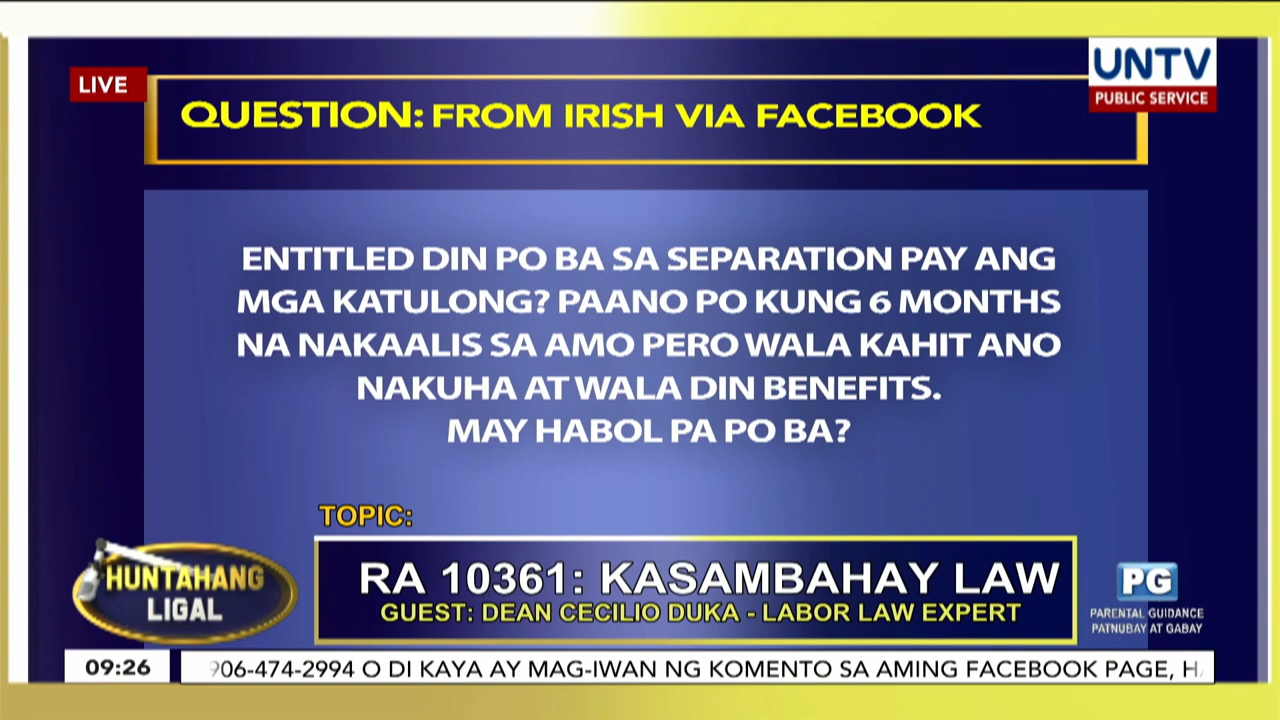 LIVE
UNTV
PUBLIC SERVICE
QUESTION: FROM IRISH VIA FACEBOOK
ENTITLED DIN PO BA SA SEPARATION PAY ANG
MGA KATULONG? PAANO PO KUNG 6 MONTHS
NA NAKAALIS SA AMO PERO WALA KAHIT ANO
NAKUHA AT WALA DIN BENEFITS.
MAY HABOL PA PO BA?
TOPIC:
RA 10361: KASAMBAHAY LAW
GUEST: DEAN CECILIO DUKA - LABOR LAW EXPERT
HUNTAHANG
LIGAL
PG
PARENTAL GUIDANCE
PATNUBAY AT GABAY
09:26
906-474-2994 O DI KAYA AY MAG-IWAN NG KOMENTO SA AMING FACEBOOK PAGE,